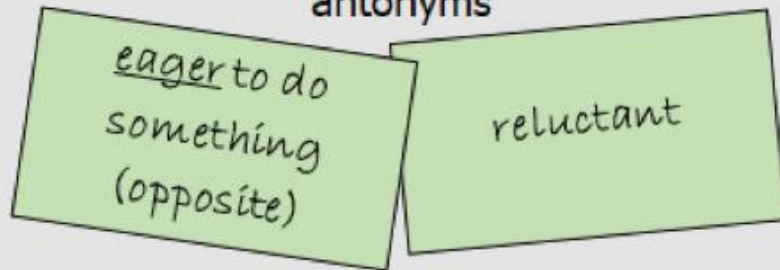 antonyms
eager to do
something
(opposite)
reluctant